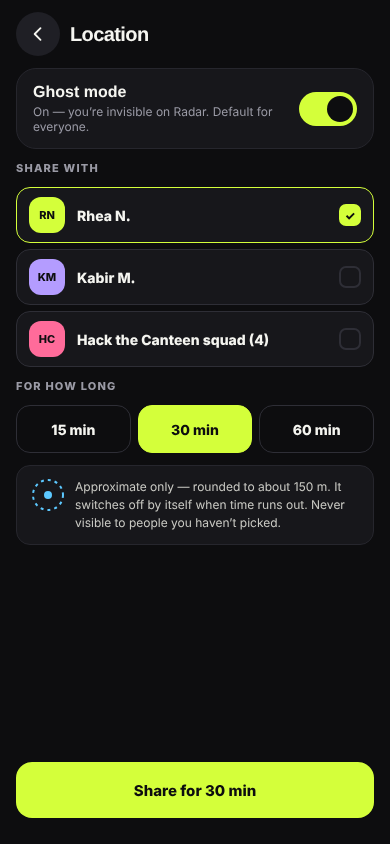 Location
Ghost mode
On — you’re invisible on Radar. Default for
everyone.
SHARE WITH
RN
Rhea N.
KM
Kabir M.
HC
Hack the Canteen squad (4)
FOR HOW LONG
15 min
30 min
60 min
Approximate only — rounded to about 150 m. It
switches off by itself when time runs out. Never
visible to people you haven’t picked.
Share for 30 min